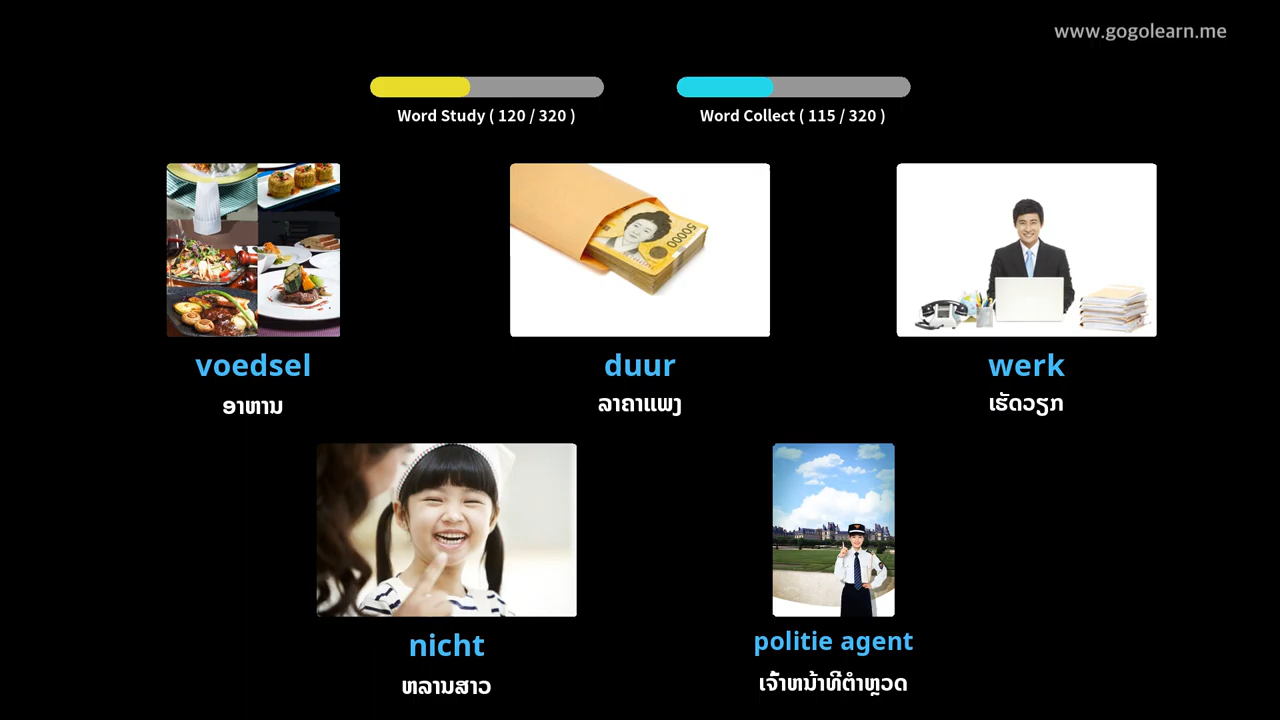 www.gogolearn.me
Word Study ( 120 / 320 )
Word Collect ( 115 / 320 )
50000
voedsel
ອາຫານ
duur
ລາຄາແພງ
werk
ເຮັດວຽກ
nicht
ຫລານສາວ
politie agent
ເຈົ້າຫນ້າທີ່ຕໍາຫຼວດ